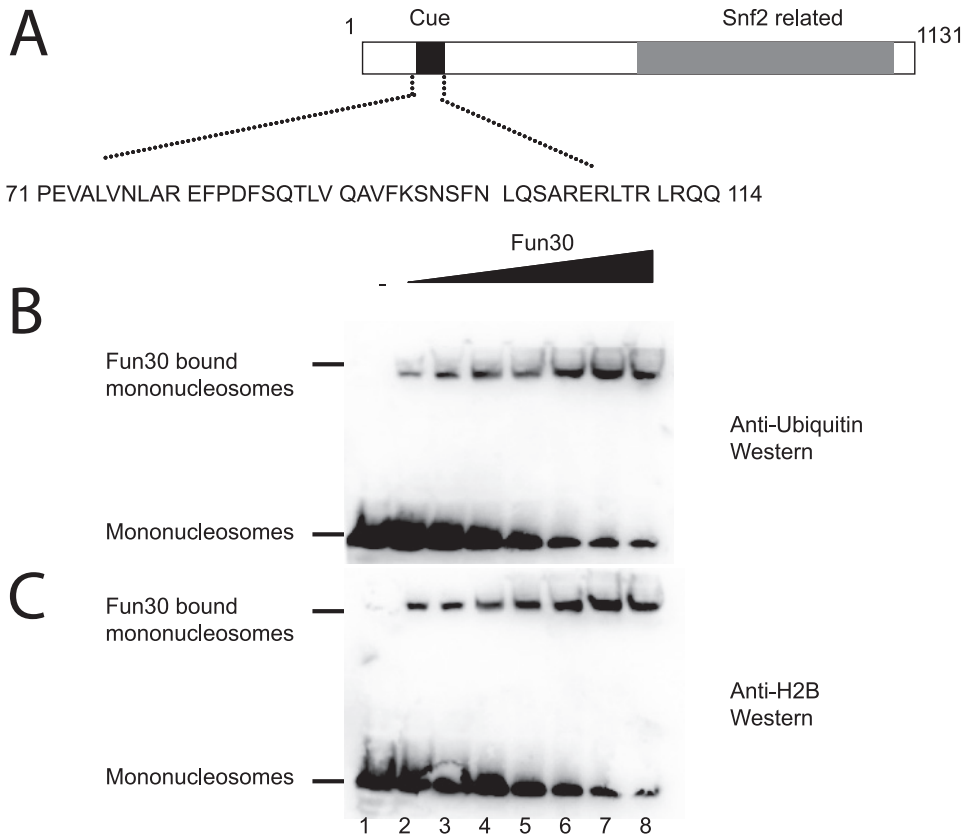 A
1
Cue
Snf2 related
1131
71 PEVALVNLAR EFPDFSQTLV QAVFKSNSFN LQSARERLTR LRQQ 114
Fun30
-
B
Fun30 bound
mononucleosomes
Anti-Ubiquitin
Western
Mononucleosomes
C
Fun30 bound
mononucleosomes
Anti-H2B
Western
Mononucleosomes
1 2 3 4 5 6 7 8